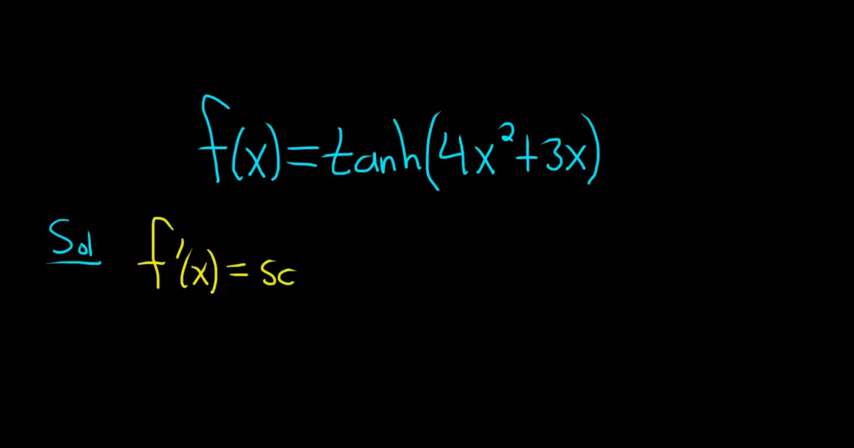 f(x) = tanh(4x² + 3x)
Sol f'(x) = sc